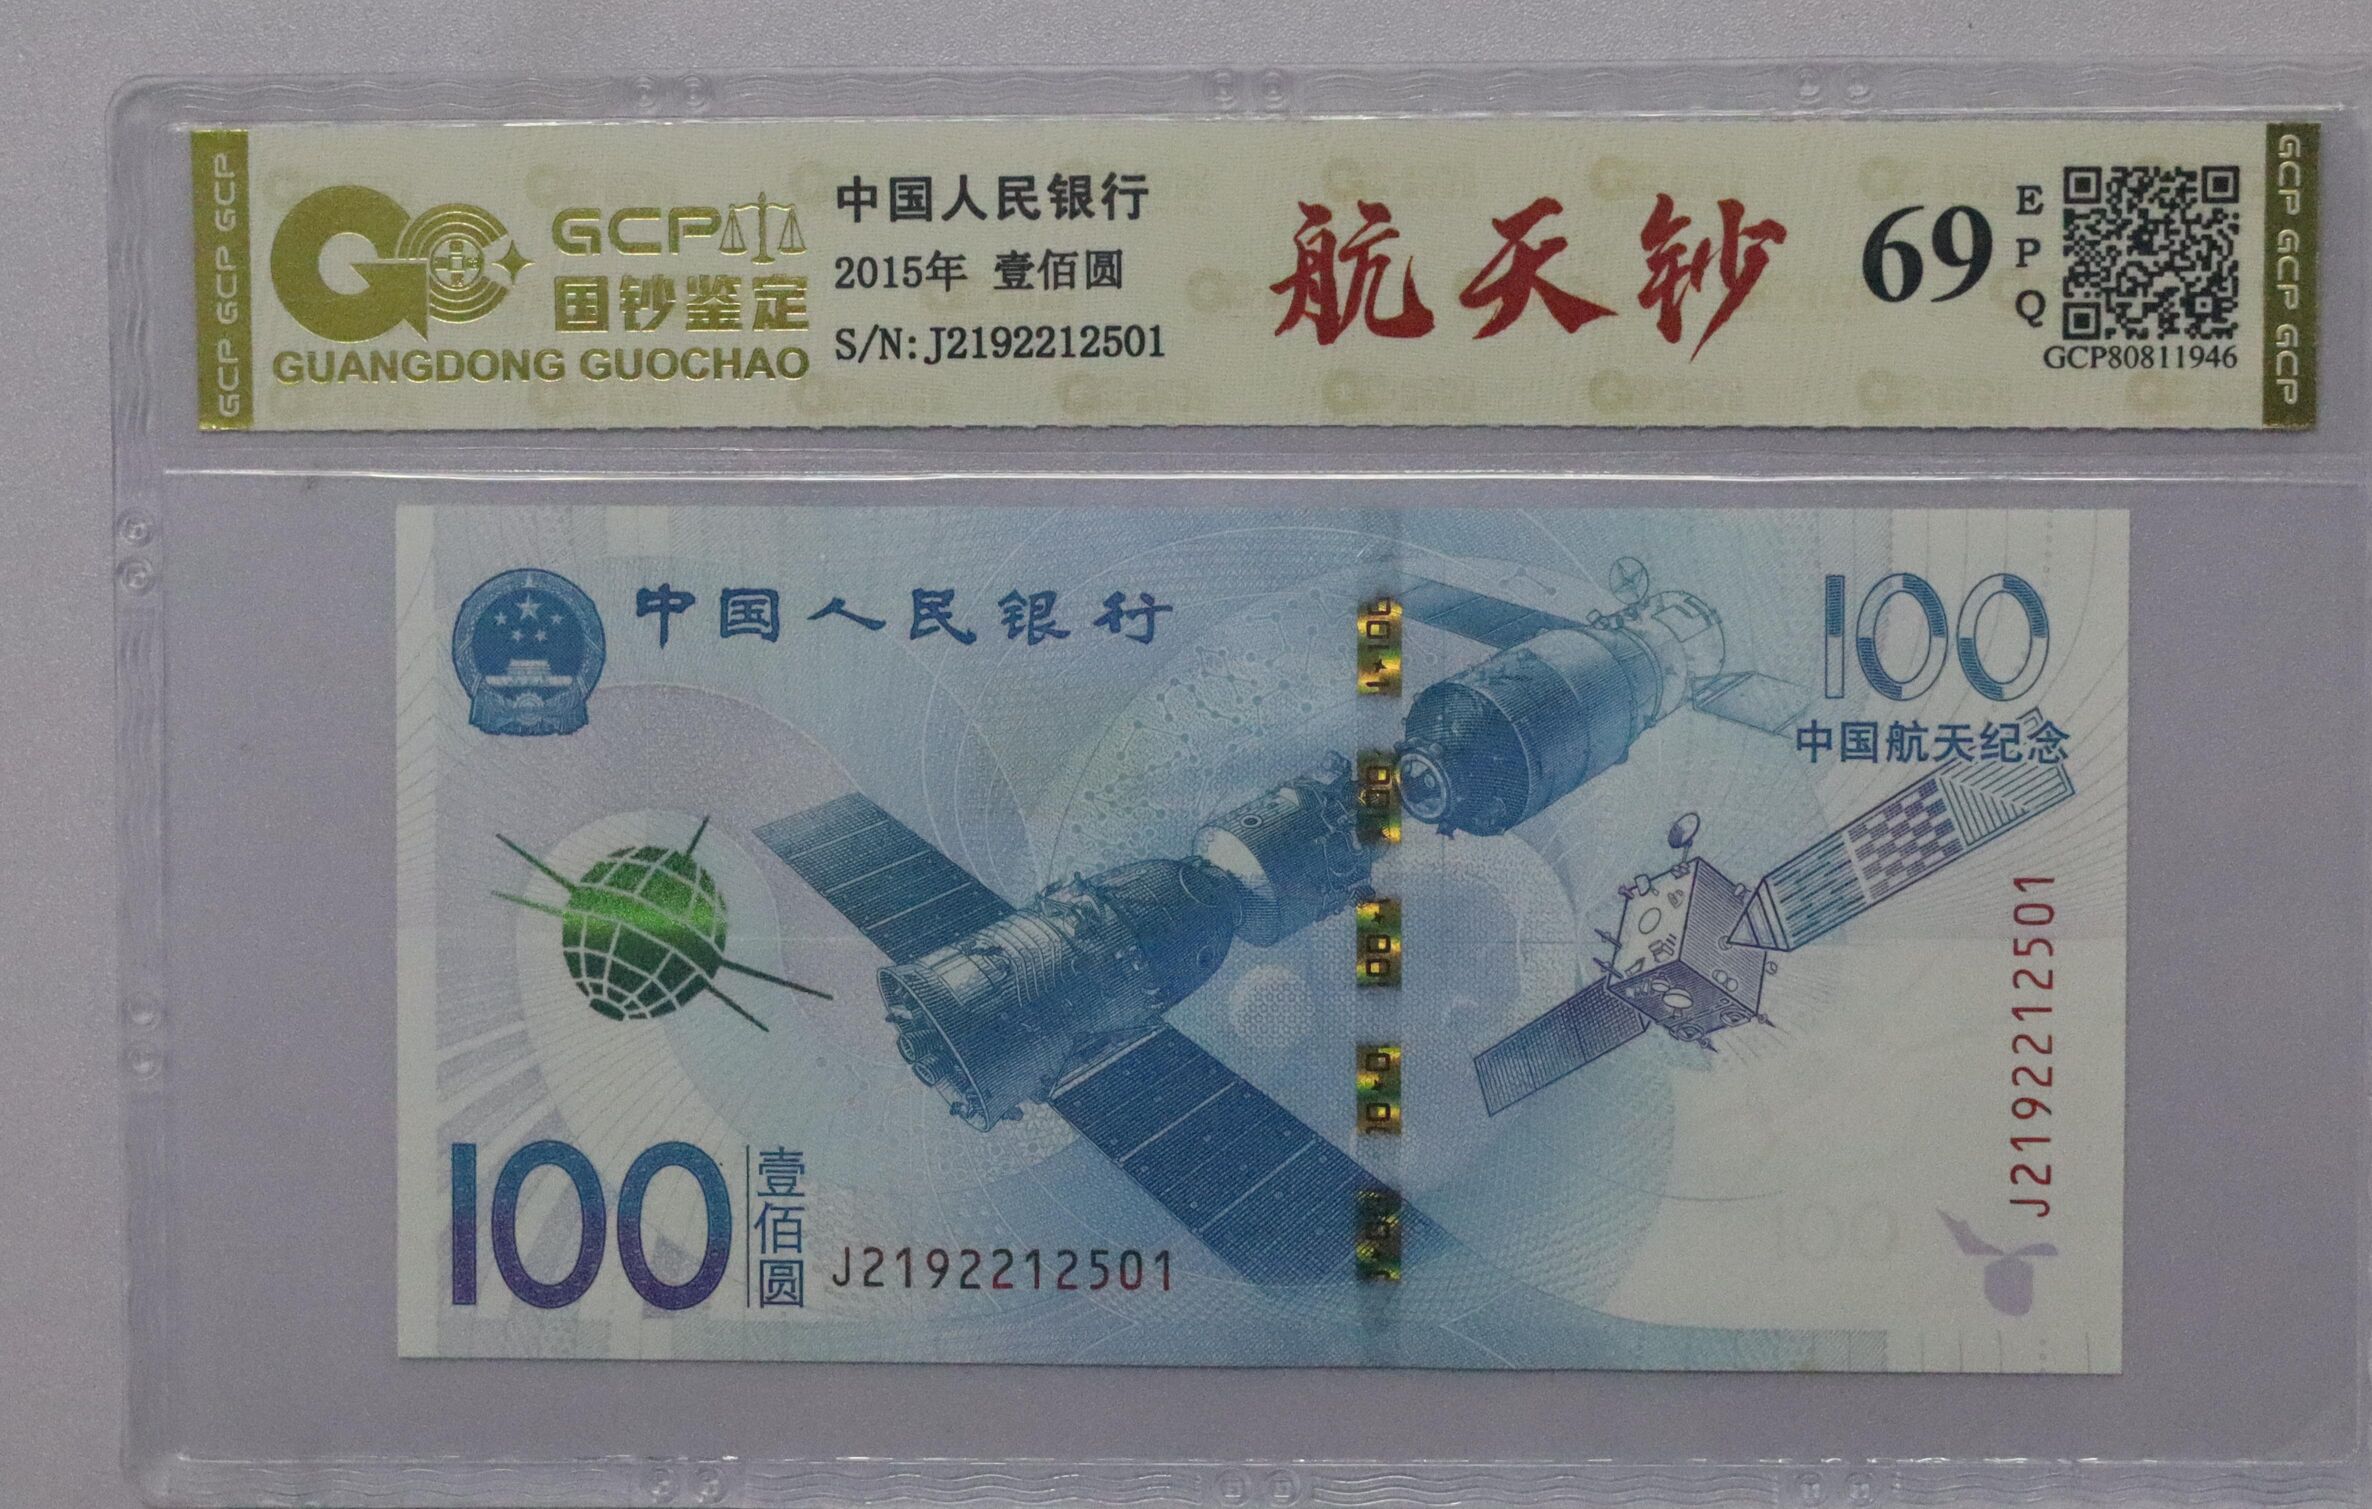 GCP GCP GCP
GCP
国钞鉴定
GUANGDONG GUOCHAO
中国人民银行
2015年 壹佰圆
S/N:J2192212501
航天钞
69
EPQ
GCP80811946
GCP GCP GCP
中国人民银行
100
中国航天纪念
J2192212501
100
壹佰圆
J2192212501